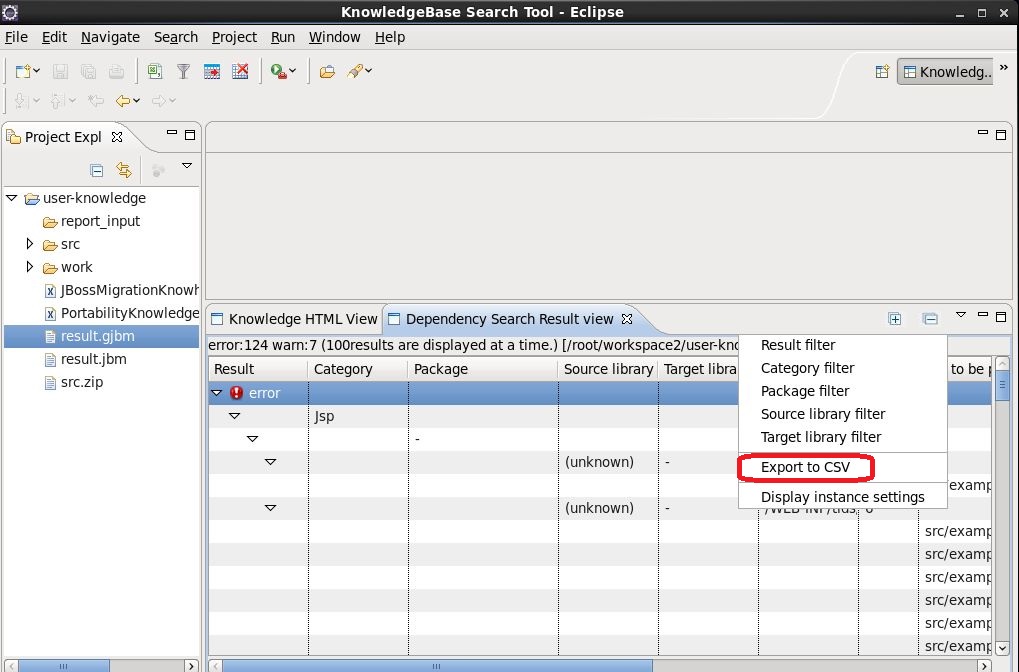 KnowledgeBase Search Tool - Eclipse
File Edit Navigate Search Project Run Window Help
Knowledg..
Project Expl
user-knowledge
report_input
src
work
JBossMigrationKnowh
PortabilityKnowledge
result.gjbm
result.jbm
src.zip
Knowledge HTML View Dependency Search Result view
error:124 warn:7 (100results are displayed at a time.) [/root/workspace2/user-kno
Result Category Package Source library Target libra to be p
error
Jsp
-
(unknown) -
examp
(unknown) - /WEB-INF/tlds
src/examp
src/examp
src/examp
src/examp
src/examp
src/examp
Result filter
Category filter
Package filter
Source library filter
Target library filter
Export to CSV
Display instance settings